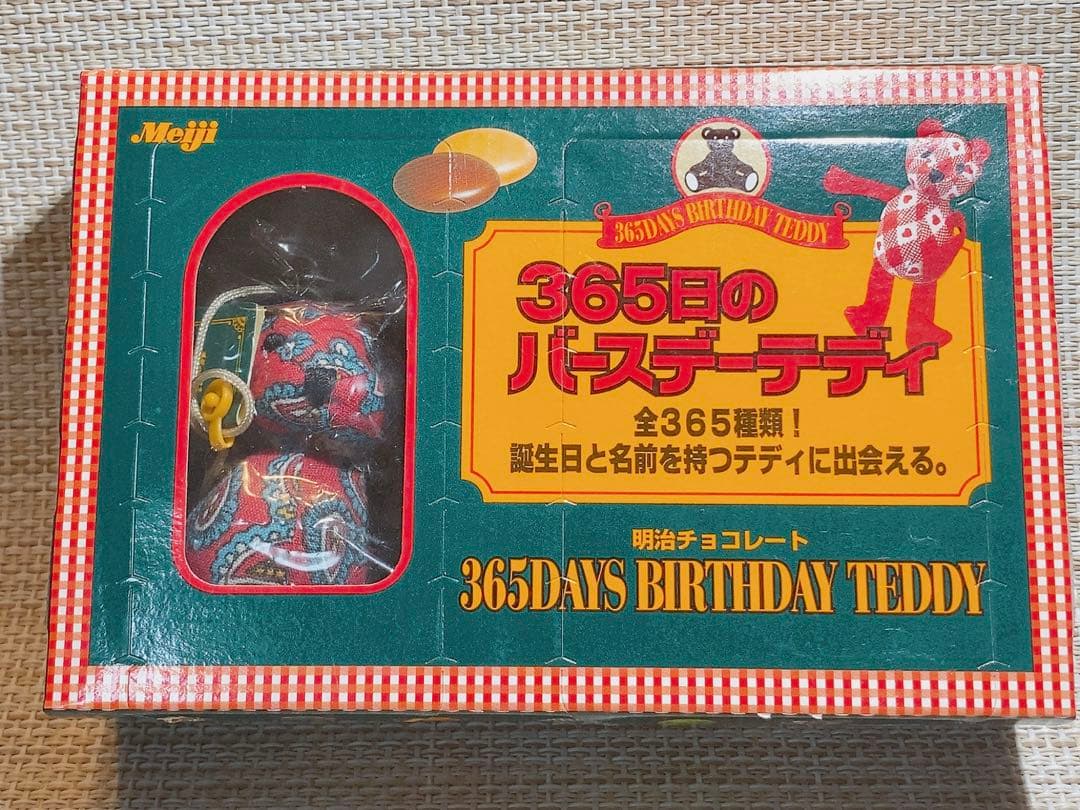 Meiji
365DAYS BIRTHDAY TEDDY
365日の
バースデーテディ
全365種類！
誕生日と名前を持つテディに出会える。
明治チョコレート
365DAYS BIRTHDAY TEDDY